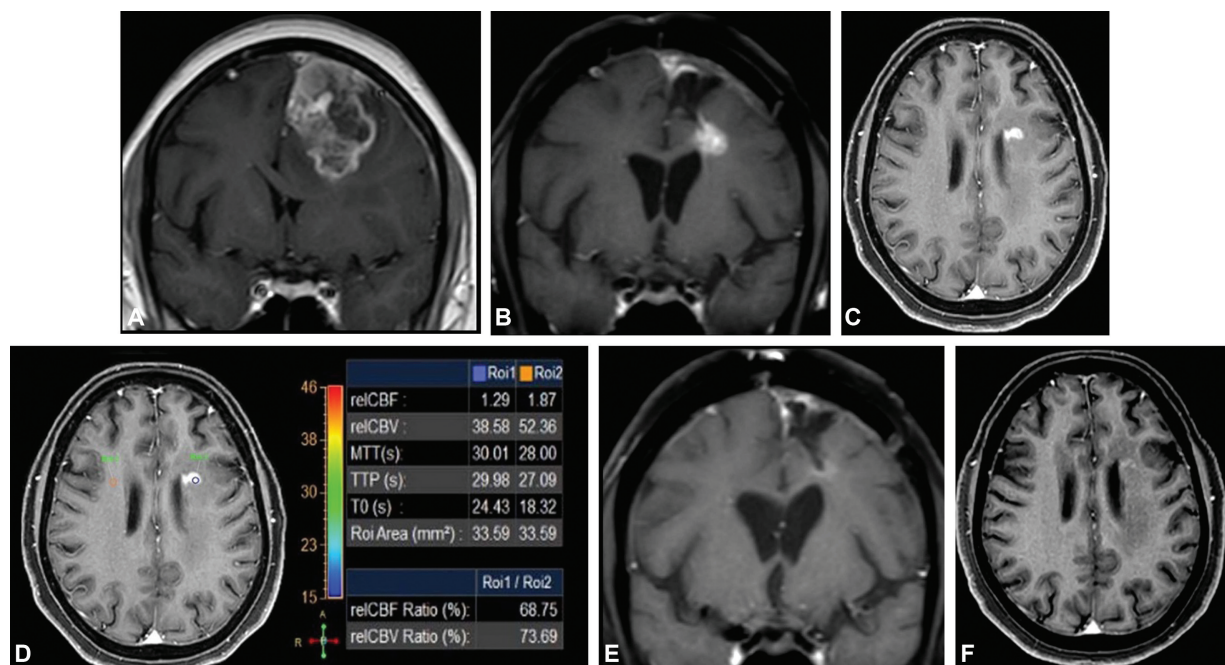 A
B
C
46
38
30
23
15
A
R
Roi1 Roi2
relCBF : 1.29 1.87
relCBV : 38.58 52.36
MTT(s) : 30.01 28.00
TTP (s) : 29.98 27.09
T0 (s) : 24.43 18.32
Roi Area (mm²) : 33.59 33.59
Roi1 / Roi2
relCBF Ratio (%): 68.75
relCBV Ratio (%): 73.69
D
E
F